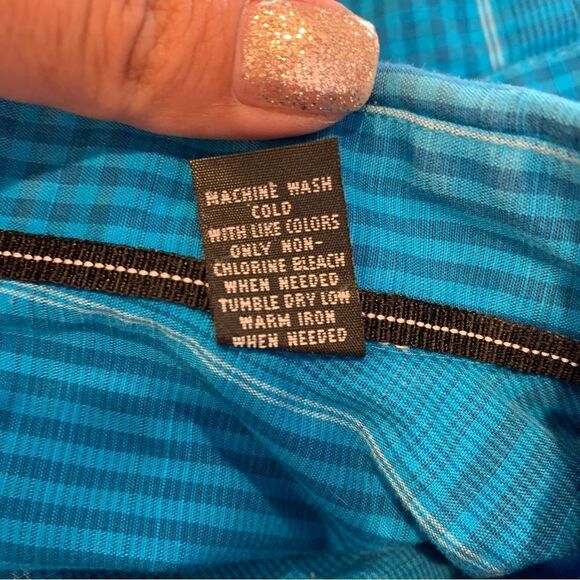 MACHINE WASH
COLD
WITH LIKE COLORS
ONLY NON-
CHLORINE BLEACH
WHEN NEEDED
TUMBLE DRY LOW
WARM IRON
WHEN NEEDED